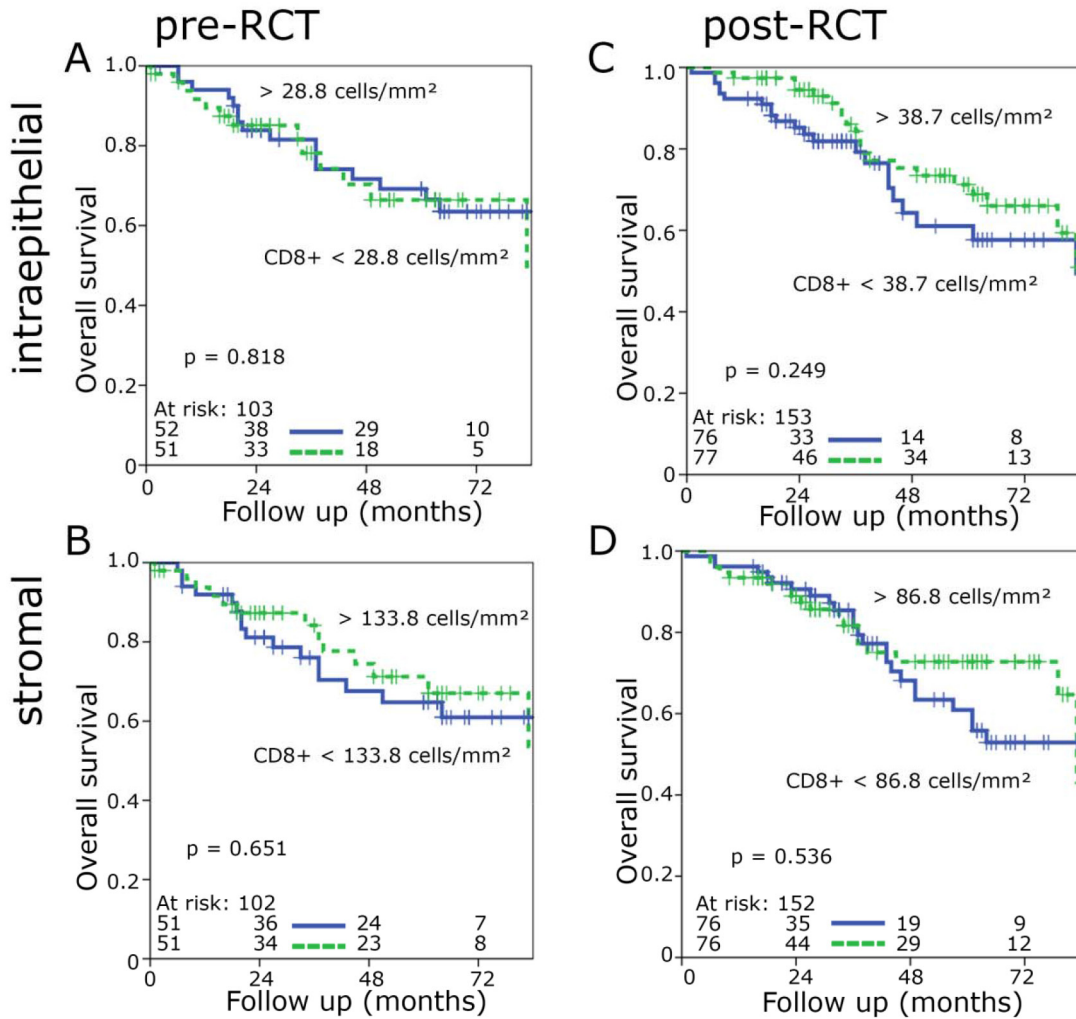 pre-RCT
post-RCT
intraepithelial
stromal
A
Overall survival
1.0
0.8
0.6
0.4
0.2
0
> 28.8 cells/mm²
CD8+ < 28.8 cells/mm²
p = 0.818
At risk: 103
52 38 29 10
51 33 18 5
0 24 48 72
Follow up (months)
C
Overall survival
1.0
0.8
0.6
0.4
0.2
0
> 38.7 cells/mm²
CD8+ < 38.7 cells/mm²
p = 0.249
At risk: 153
76 33 14 8
77 46 34 13
0 24 48 72
Follow up (months)
B
Overall survival
1.0
0.8
0.6
0.4
0.2
0
> 133.8 cells/mm²
CD8+ < 133.8 cells/mm²
p = 0.651
At risk: 102
51 36 24 7
51 34 23 8
0 24 48 72
Follow up (months)
D
Overall survival
1.0
0.8
0.6
0.4
0.2
0
> 86.8 cells/mm²
CD8+ < 86.8 cells/mm²
p = 0.536
At risk: 152
76 35 19 9
76 44 29 12
0 24 48 72
Follow up (months)